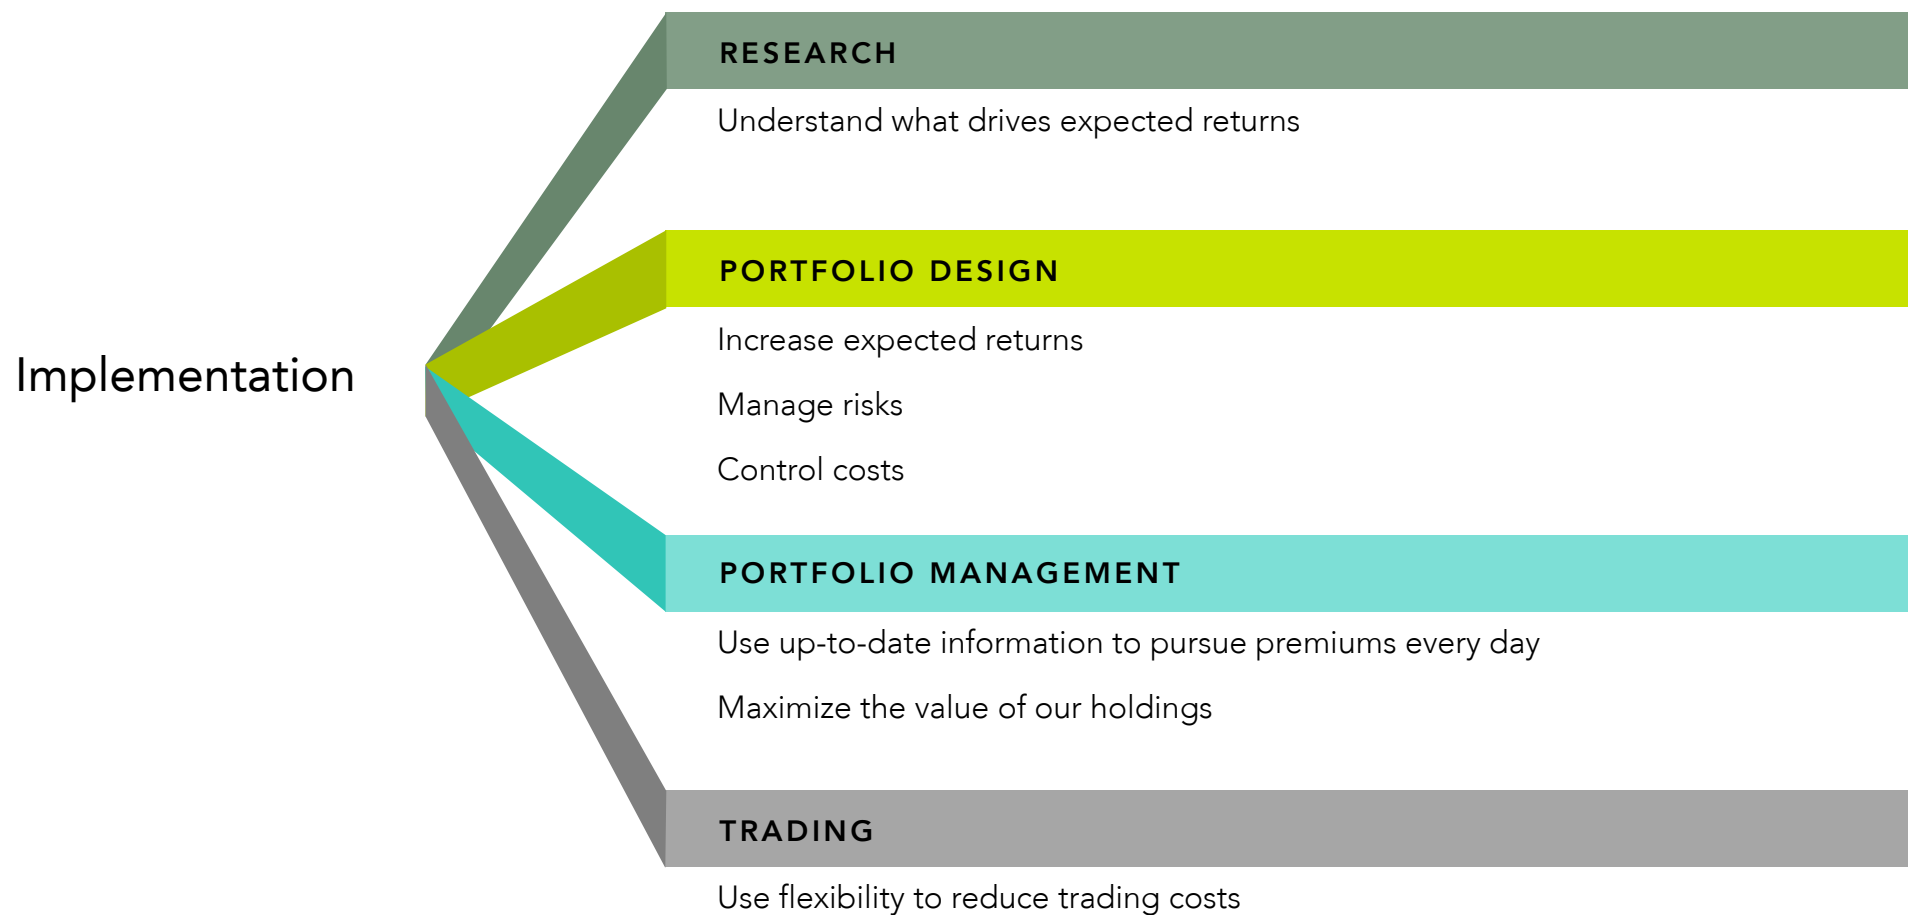 RESEARCH
Understand what drives expected returns
PORTFOLIO DESIGN
Increase expected returns
Manage risks
Control costs
Implementation
PORTFOLIO MANAGEMENT
Use up-to-date information to pursue premiums every day
Maximize the value of our holdings
TRADING
Use flexibility to reduce trading costs